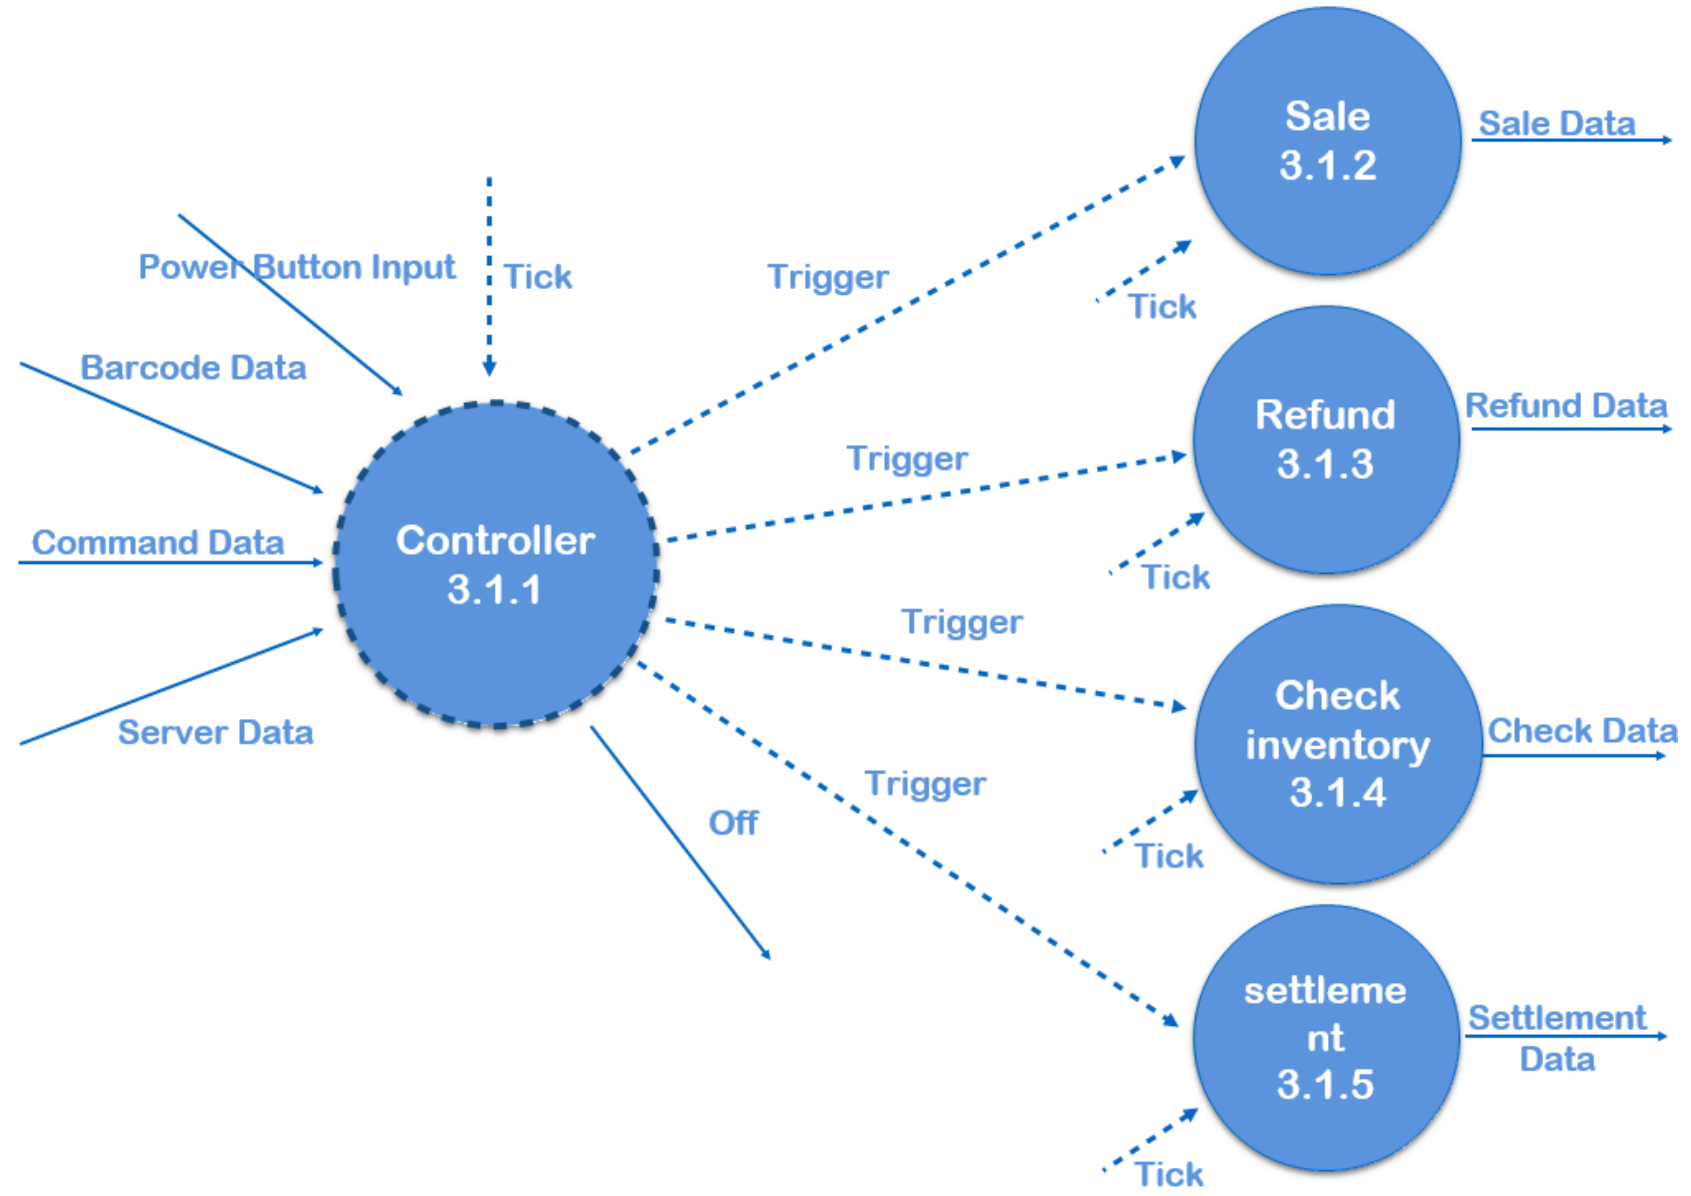 Sale
3.1.2
Sale Data
Power Button Input
Tick
Trigger
Tick
Barcode Data
Refund
3.1.3
Refund Data
Trigger
Command Data
Controller
3.1.1
Tick
Trigger
Server Data
Check
inventory
3.1.4
Check Data
Trigger
Off
Tick
settleme
nt
3.1.5
Settlement
Data
Tick